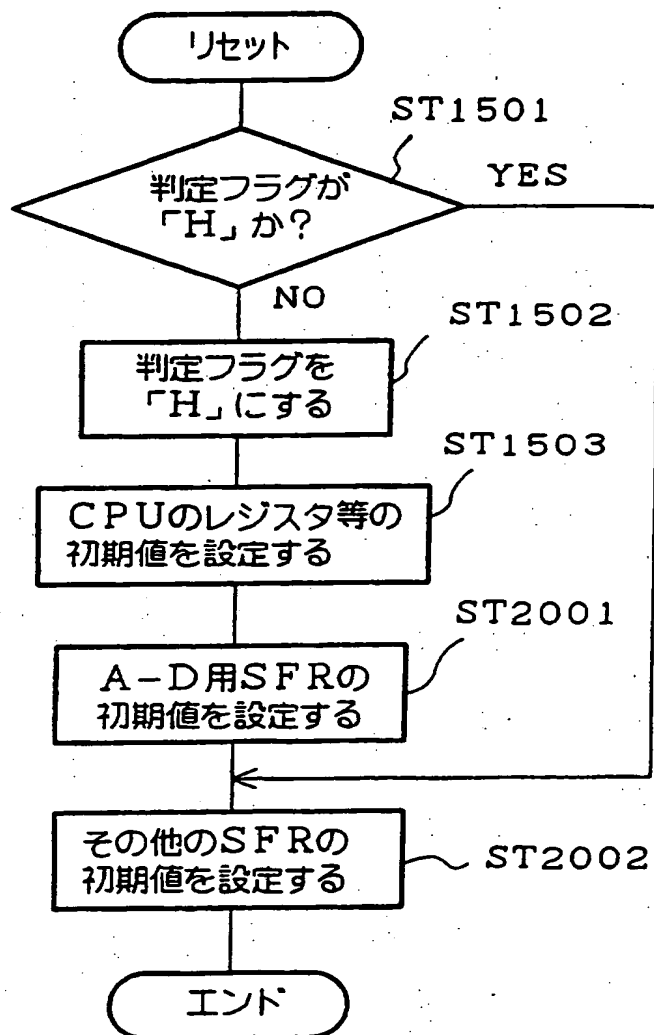 リセット
ST1501
判定フラグが
「H」か?
YES
NO
ST1502
判定フラグを
「H」にする
ST1503
CPUのレジスタ等の
初期値を設定する
ST2001
A-D用SFRの
初期値を設定する
その他のSFRの
初期値を設定する
ST2002
エンド